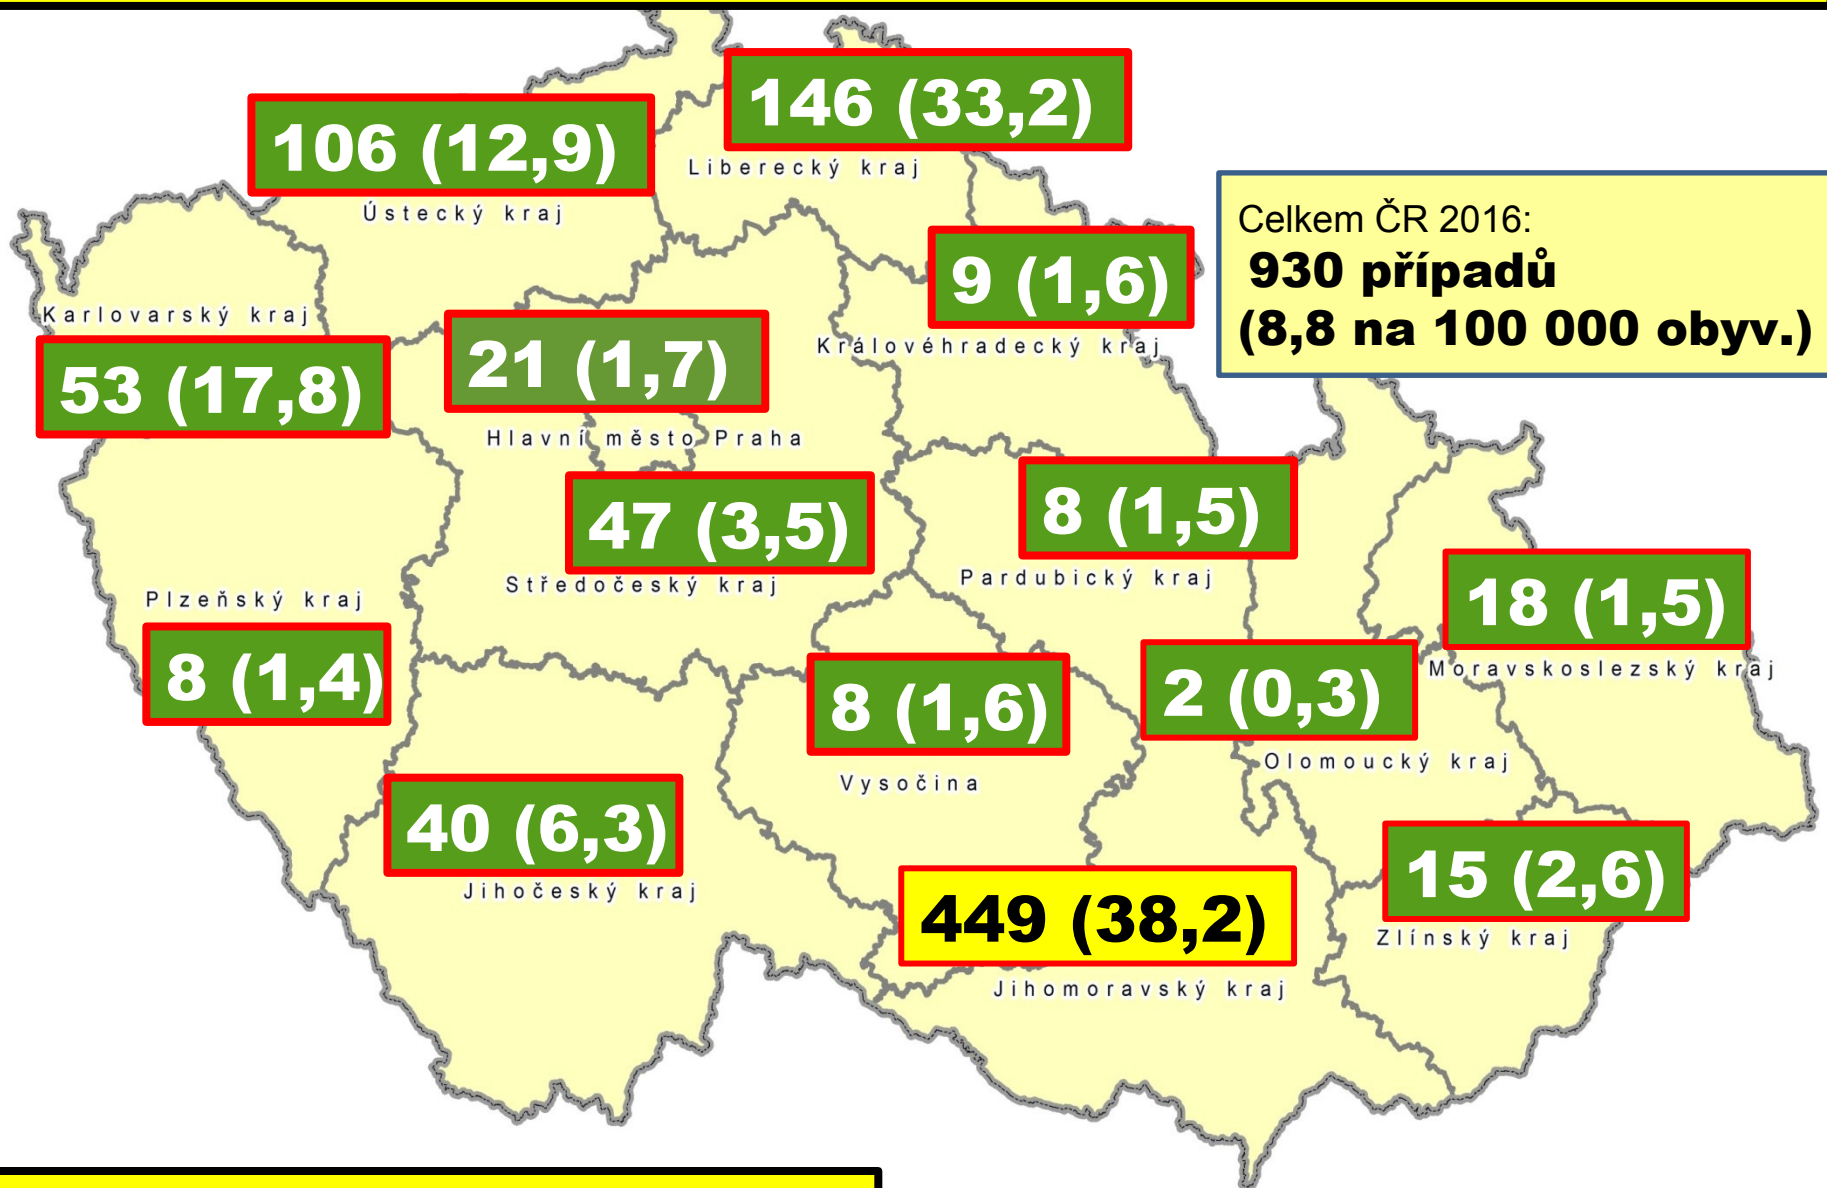 146 (33,2)
Liberecký kraj
106 (12,9)
Ústecký kraj
Celkem ČR 2016:
930 případů
(8,8 na 100 000 obyv.)
9 (1,6)
Královéhradecký kraj
Karlovarský kraj
53 (17,8)
21 (1,7)
Hlavní město Praha
47 (3,5)
Středočeský kraj
8 (1,5)
Pardubický kraj
18 (1,5)
Moravskoslezský kraj
Plzeňský kraj
8 (1,4)
8 (1,6)
Vysočina
2 (0,3)
Olomoucký kraj
40 (6,3)
Jihočeský kraj
449 (38,2)
Jihomoravský kraj
15 (2,6)
Zlínský kraj